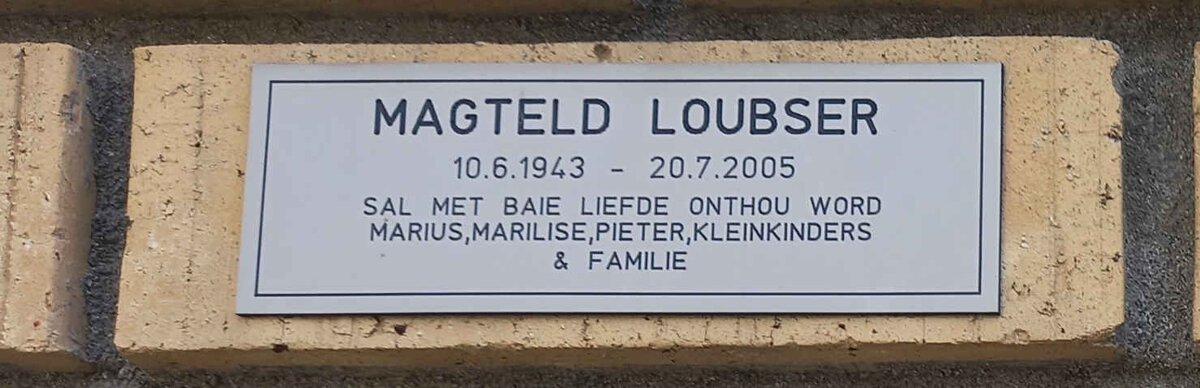 MAGTELD LOUBSER
10.6.1943 - 20.7.2005
SAL MET BAIE LIEFDE ONTHOU WORD
MARIUS,MARILISE,PIETER,KLEINKINDERS
& FAMILIE